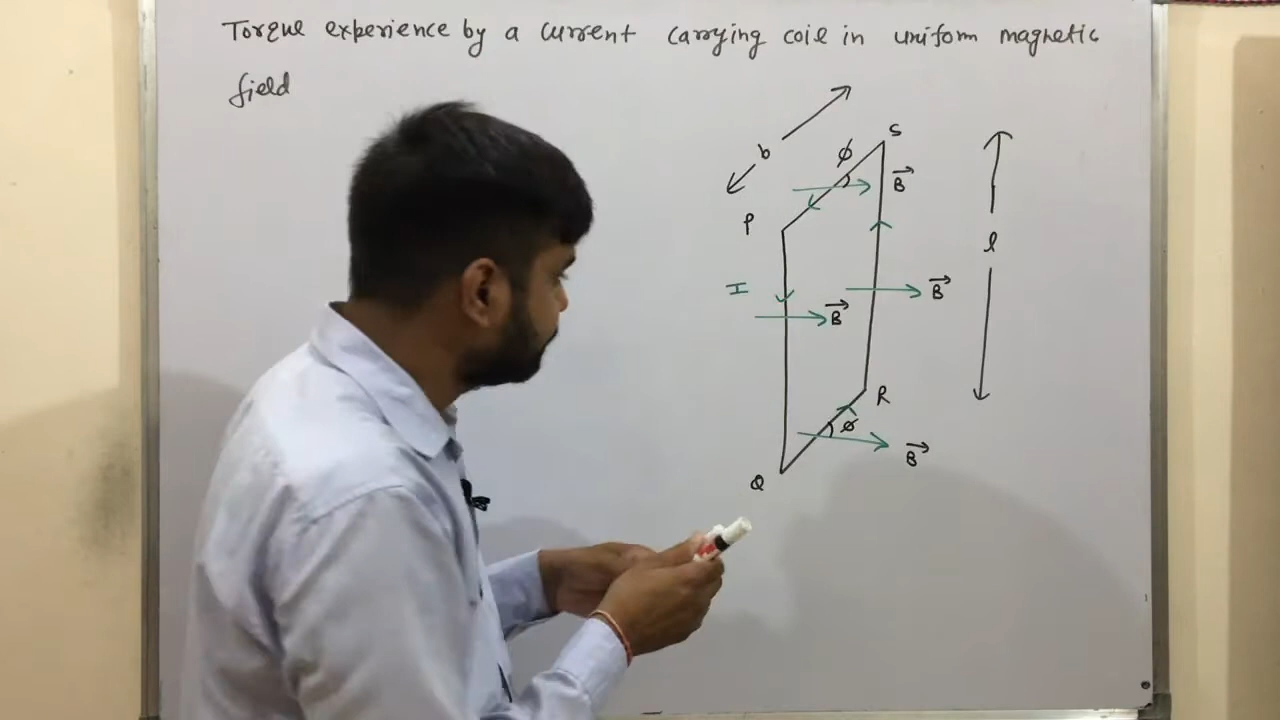 Torque experience by a current carrying coil in uniform magnetic
field
b
ϕ
S
B⃗
P
l
I
B⃗
B⃗
R
ϕ
B⃗
Q